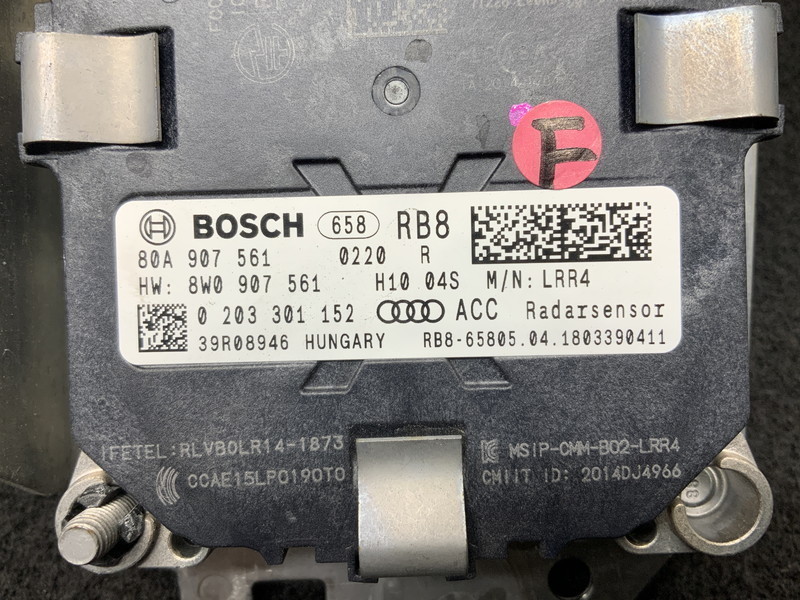 F
BOSCH 658 RB8
80A 907 561 0220 R
HW: 8W0 907 561 H10 04S M/N: LRR4
0 203 301 152 ACC Radarsensor
39R08946 HUNGARY RB8-65805.04.1803390411
IFETEL: RLVB0LR14-1873
MSIP-CMM-B02-LRR4
CCAE15LP0190T0
CMIIT ID: 2014DJ4966